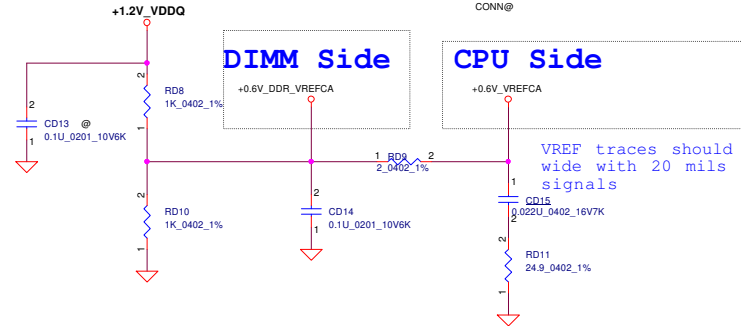 CONN@
+1.2V_VDDQ
DIMM Side
CPU Side
+0.6V_DDR_VREFCA
+0.6V_VREFCA
2
RD8
1K_0402_1%
1
2
CD13 @
0.1U_0201_10V6K
1
1 RD9 2
2_0402_1%
VREF traces should
wide with 20 mils
signals
2
RD10
1K_0402_1%
1
2
CD14
0.1U_0201_10V6K
1
1
CD15
0.022U_0402_16V7K
2
2
RD11
24.9_0402_1%
1